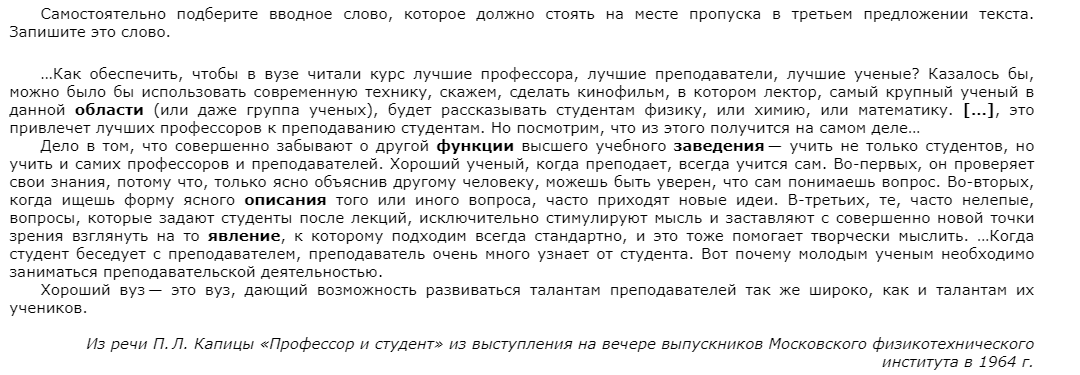 Самостоятельно подберите вводное слово, которое должно стоять на месте пропуска в третьем предложении текста.
Запишите это слово.
…Как обеспечить, чтобы в вузе читали курс лучшие профессора, лучшие преподаватели, лучшие ученые? Казалось бы,
можно было бы использовать современную технику, скажем, сделать кинофильм, в котором лектор, самый крупный ученый в
данной области (или даже группа ученых), будет рассказывать студентам физику, или химию, или математику. [...], это
привлечет лучших профессоров к преподаванию студентам. Но посмотрим, что из этого получится на самом деле…
Дело в том, что совершенно забывают о другой функции высшего учебного заведения — учить не только студентов, но
учить и самих профессоров и преподавателей. Хороший ученый, когда преподает, всегда учится сам. Во-первых, он проверяет
свои знания, потому что, только ясно объяснив другому человеку, можешь быть уверен, что сам понимаешь вопрос. Во-вторых,
когда ищешь форму ясного описания того или иного вопроса, часто приходят новые идеи. В-третьих, те, часто нелепые,
вопросы, которые задают студенты после лекций, исключительно стимулируют мысль и заставляют с совершенно новой точки
зрения взглянуть на то явление, к которому подходим всегда стандартно, и это тоже помогает творчески мыслить. …Когда
студент беседует с преподавателем, преподаватель очень много узнает от студента. Вот почему молодым ученым необходимо
заниматься преподавательской деятельностью.
Хороший вуз — это вуз, дающий возможность развиваться талантам преподавателей так же широко, как и талантам их
учеников.
Из речи П. Л. Капицы «Профессор и студент» из выступления на вечере выпускников Московского физикотехнического
института в 1964 г.